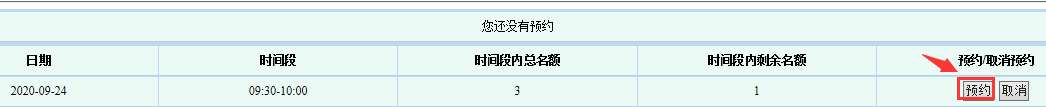 您还没有预约
日期 时间段 时间段内总名额 时间段内剩余名额 预约/取消预约
2020-09-24 09:30-10:00 3 1 预约 取消